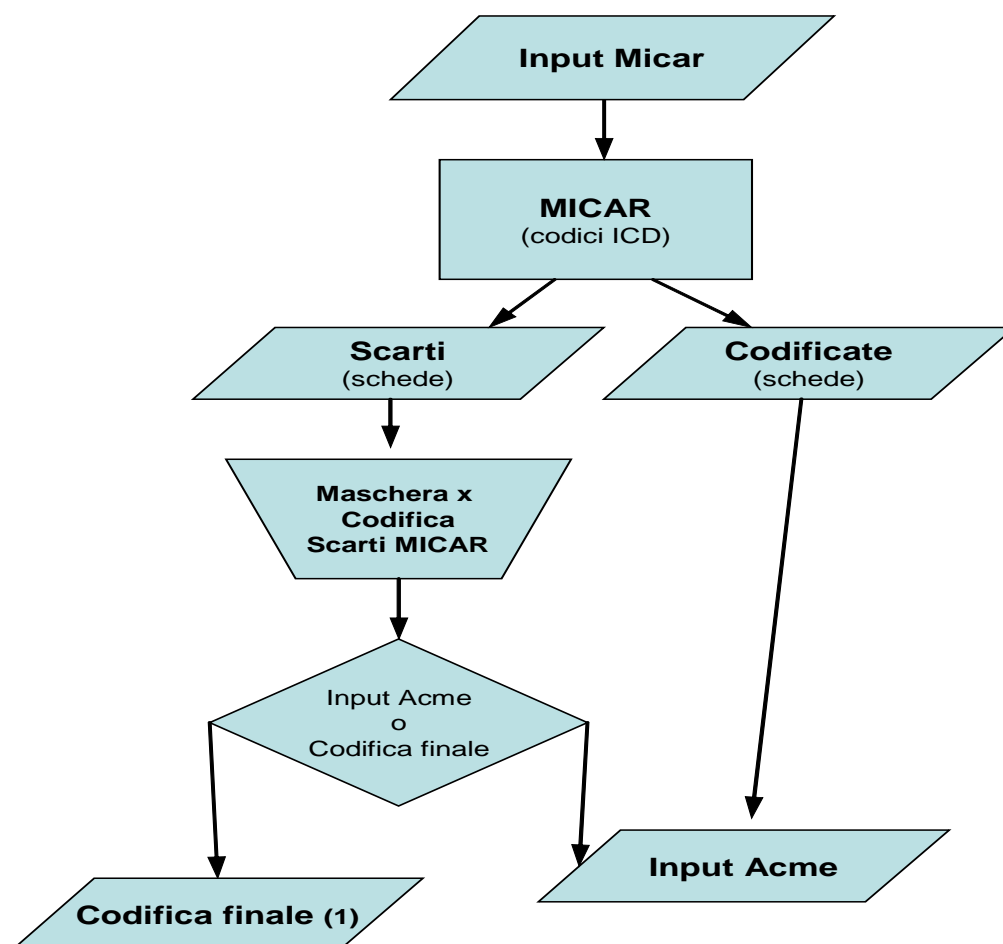 Input Micar
MICAR
(codici ICD)
Scarti
(schede)
Codificate
(schede)
Maschera x
Codifica
Scarti MICAR
Input Acme
o
Codifica finale
Input Acme
Codifica finale (1)